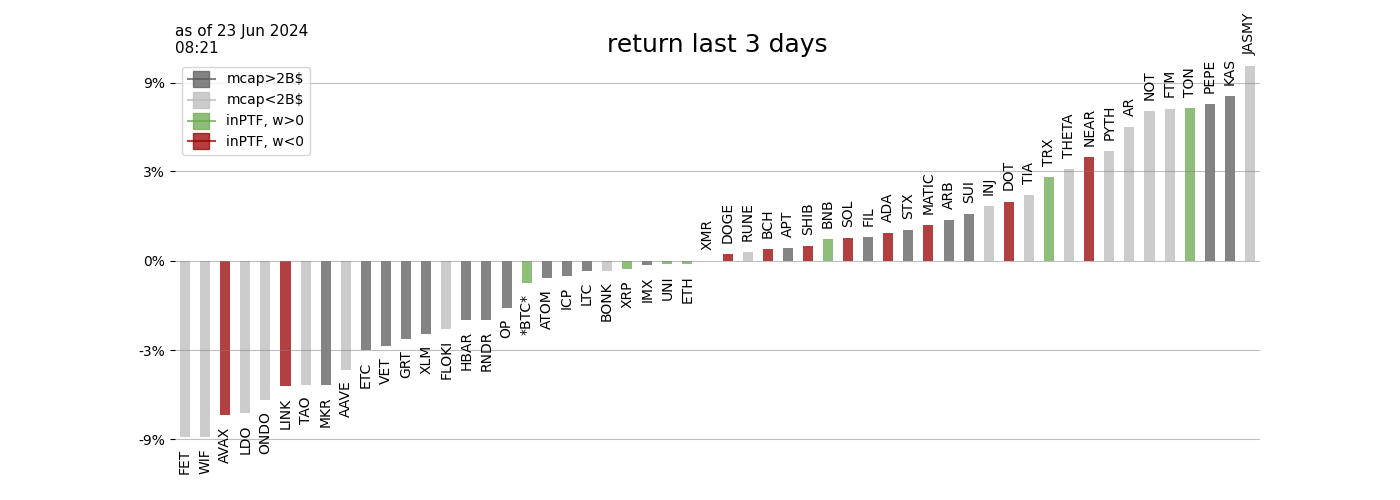 as of 23 Jun 2024
08:21
return last 3 days
mcap>2B$
mcap<2B$
inPTF, w>0
inPTF, w<0
9%
3%
0%
-3%
-9%
FET
WIF
AVAX
LDO
ONDO
LINK
TAO
MKR
AAVE
ETC
VET
GRT
XLM
FLOKI
HBAR
RNDR
OP
*BTC*
ATOM
ICP
LTC
BONK
XRP
IMX
UNI
ETH
XMR
DOGE
RUNE
BCH
APT
SHIB
BNB
SOL
FIL
ADA
STX
MATIC
ARB
SUI
INJ
DOT
TIA
TRX
THETA
NEAR
PYTH
AR
NOT
FTM
TON
PEPE
KAS
JASMY